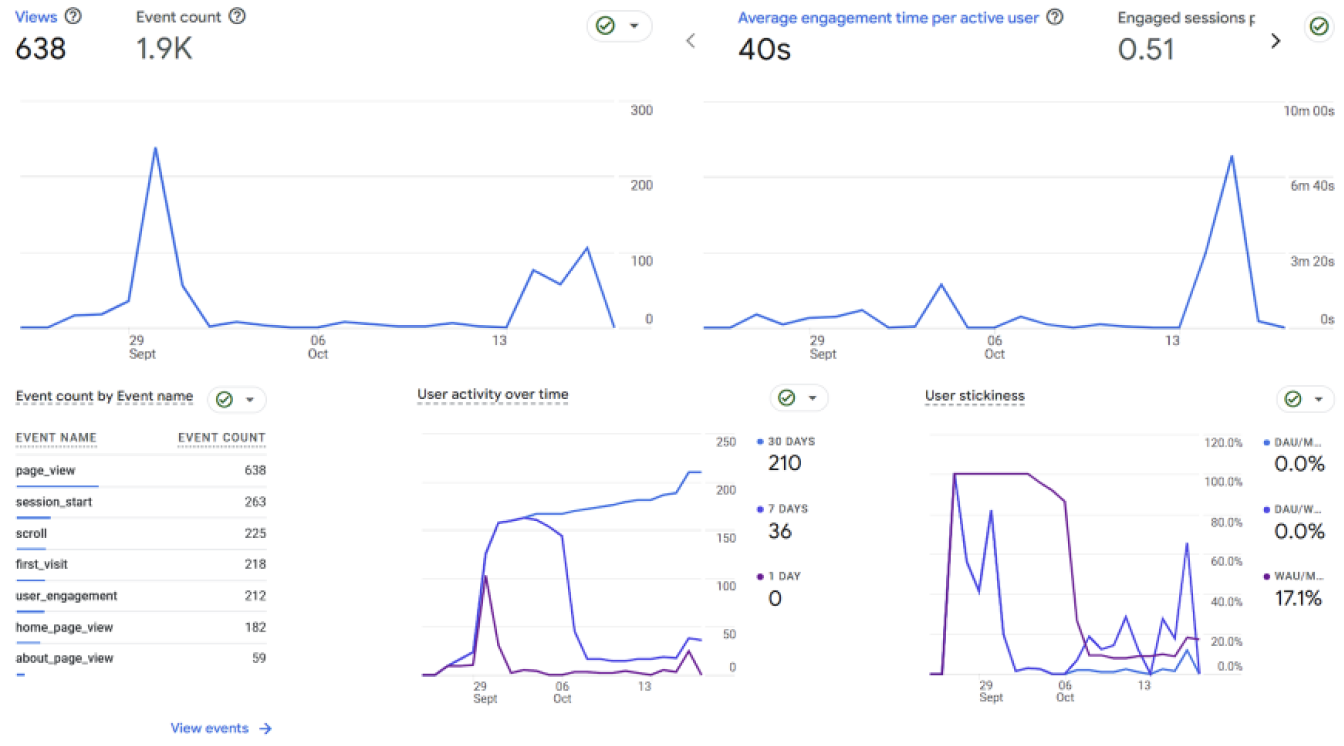 Views
638
Event count
1.9K
300
200
100
0
29
Sept
06
Oct
13
Average engagement time per active user
40s
Engaged sessions p
0.51
10m 00s
6m 40s
3m 20s
0s
29
Sept
06
Oct
13
Event count by Event name
EVENT NAME EVENT COUNT
page_view 638
session_start 263
scroll 225
first_visit 218
user_engagement 212
home_page_view 182
about_page_view 59
View events
User activity over time
250
200
150
100
50
0
29
Sept
06
Oct
13
30 DAYS
210
7 DAYS
36
1 DAY
0
User stickiness
120.0%
100.0%
80.0%
60.0%
40.0%
20.0%
0.0%
29
Sept
06
Oct
13
DAU/M...
0.0%
DAU/W...
0.0%
WAU/M...
17.1%